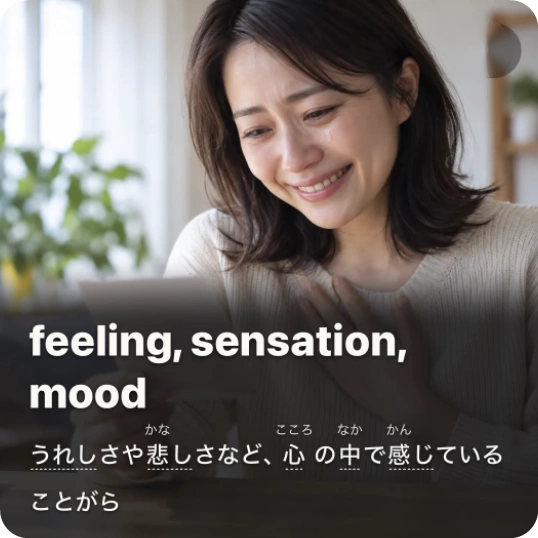 feeling, sensation,
mood
かな こころ なか かん
うれしさや悲しさなど、心の中で感じている
ことがら